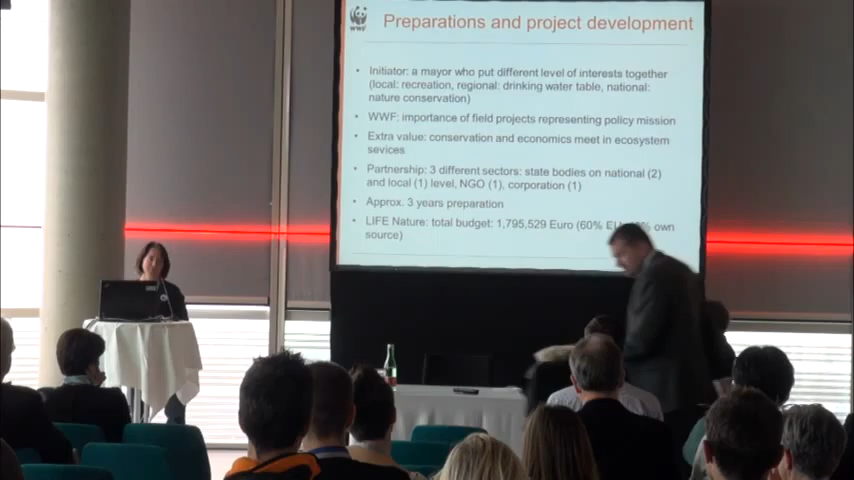 WWF
Preparations and project development
• Initiator: a mayor who put different level of interests together
(local: recreation, regional: drinking water table, national:
nature conservation)
• WWF: importance of field projects representing policy mission
• Extra value: conservation and economics meet in ecosystem
sevices
• Partnership: 3 different sectors: state bodies on national (2)
and local (1) level, NGO (1), corporation (1)
• Approx. 3 years preparation
• LIFE Nature: total budget: 1,795,529 Euro (60% EU, own
source)